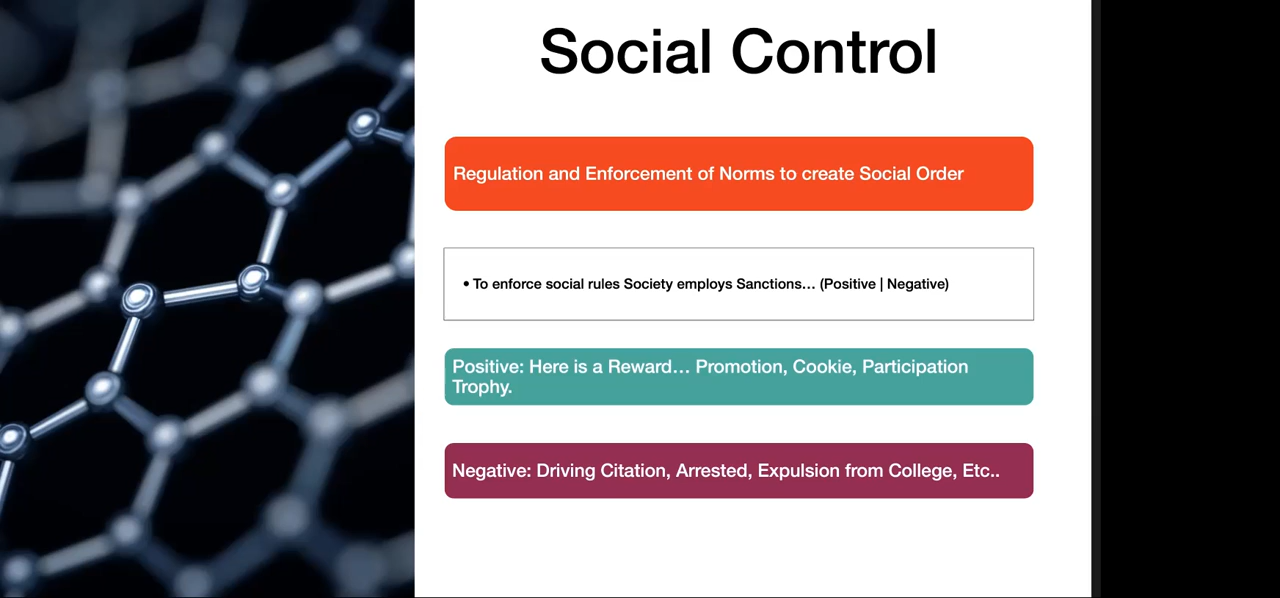 Social Control
Regulation and Enforcement of Norms to create Social Order
• To enforce social rules Society employs Sanctions… (Positive | Negative)
Positive: Here is a Reward… Promotion, Cookie, Participation
Trophy.
Negative: Driving Citation, Arrested, Expulsion from College, Etc..